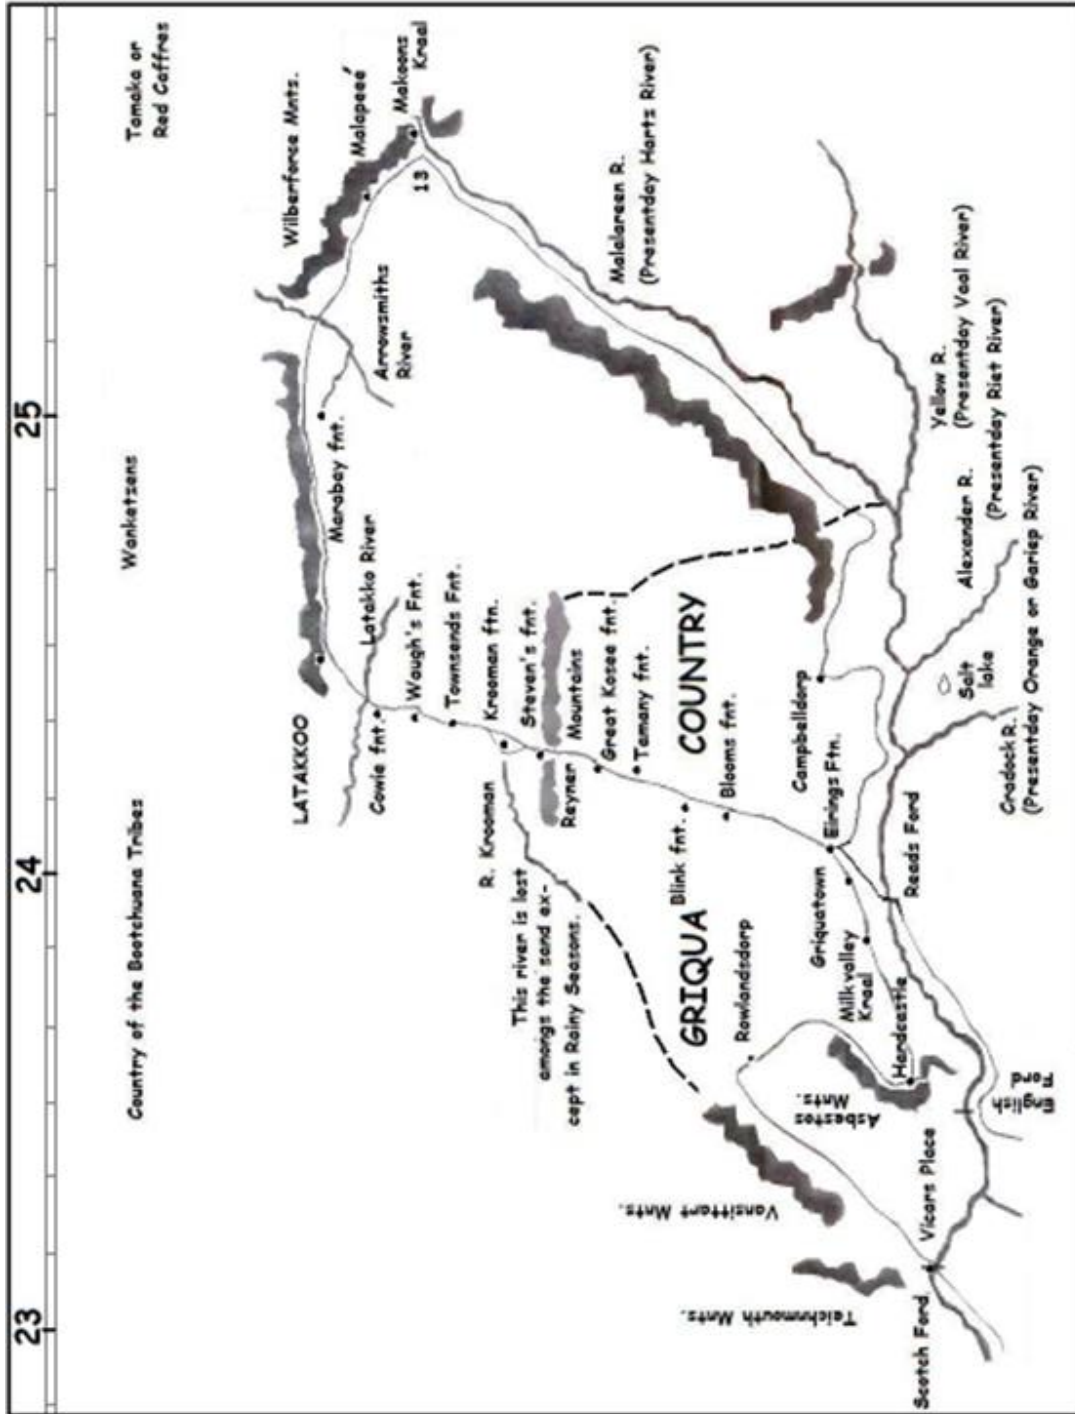 23
24
25
Country of the Bootchuana Tribes
Wanketzens
Tamaka or
Red Caffres
Wilberforce Mnts.
Malapeeé
Makoons
Kraal
13
LATAKKOO
Latakko River
Marabay fnt.
Arrowsmiths
River
Cowie fnt.
Waugh's Fnt.
Townsends Fnt.
R. Krooman
Krooman ftn.
Steven's fnt.
This river is lost
amongs the sand ex-
cept in Rainy Seasons.
Reyner
Mountains
Great Kosee fnt.
Tamany fnt.
Malalareen R.
(Presentday Harts River)
GRIQUA
COUNTRY
Blink fnt.
Blooms fnt.
Rowlandsdorp
Vansittart Mnts.
Teichnmouth Mnts.
Asbestos
Mnts.
Griquatown
Eirings Ftn.
Milkvalley
Kraal
Campbelldorp
Hardcastle
Reads Ford
Yellow R.
(Presentday Vaal River)
Alexander R.
(Presentday Riet River)
Salt
lake
Cradock R.
(Presentday Orange or Gariep River)
Scotch Ford
Vicars Place
English
Ford